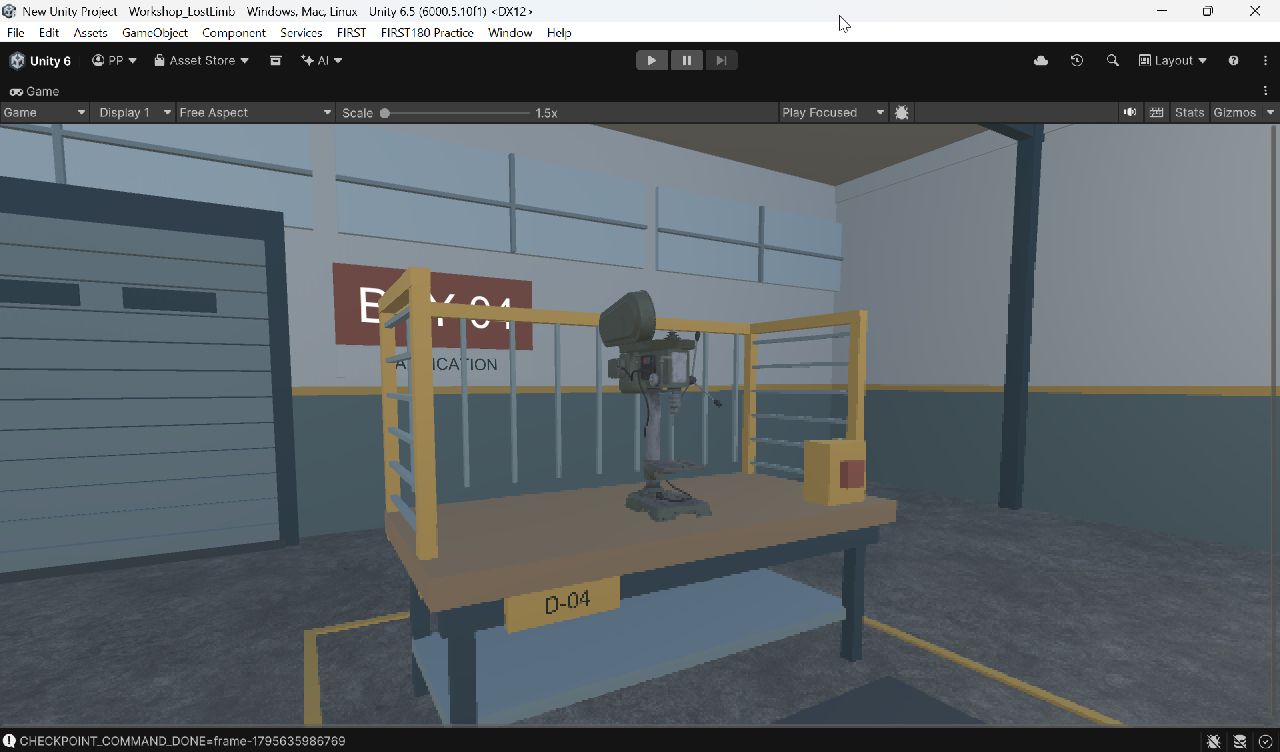 New Unity Project - Workshop_LostLimb - Windows, Mac, Linux - Unity 6.5 (6000.5.10f1) <DX12>
File Edit Assets GameObject Component Services FIRST FIRST180 Practice Window Help
Unity 6 PP Asset Store AI Layout
Game
Game Display 1 Free Aspect Scale 1.5x Play Focused Stats Gizmos
04
ICATION
D-04
CHECKPOINT_COMMAND_DONE=frame-1795635986769